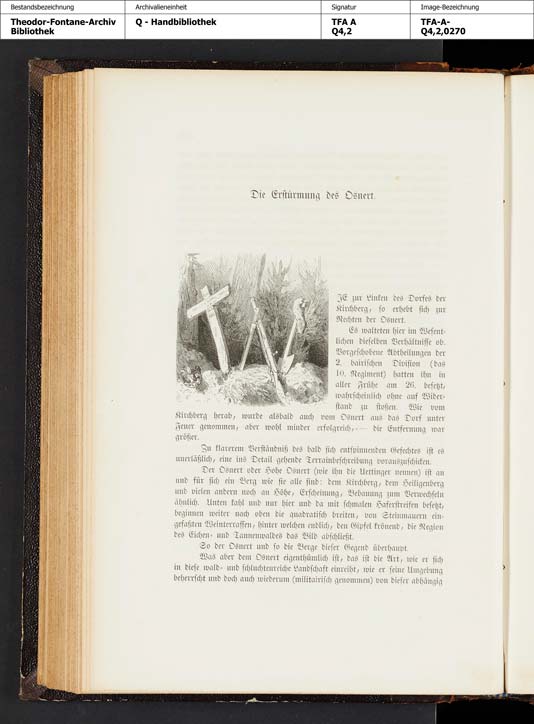 Bestandsbezeichnung
Theodor-Fontane-Archiv
Bibliothek
Archivalieneinheit
Q - Handbibliothek
Signatur
TFA A
Q4,2
Image-Bezeichnung
TFA-A-
Q4,2,0270
Die Erstürmung des Osnert.
JE zur Linken des Dorfes der
Kirchberg, so erhebt sich zur
Rechten der Osnert.
Es walteten hier im Wesent-
lichen dieselben Verhältnisse ob.
Vorgeschobene Abtheilungen der
2. bairischen Division (das
10. Regiment) hatten ihn in
aller Frühe am 26. besetzt,
wahrscheinlich ohne auf Wider-
stand zu stoßen. Wie vom
Kirchberg herab, wurde alsbald auch vom Osnert aus das Dorf unter
Feuer genommen, aber wohl minder erfolgreich, — die Entfernung war
größer.
Zu klarerem Verständniß des bald sich entspinnenden Gefechtes ist es
unerläßlich, eine ins Detail gehende Terrainbeschreibung vorauszuschicken.
Der Osnert oder Hohe Osnert (wie ihn die Uettinger nennen) ist an
und für sich ein Berg wie sie alle sind: dem Kirchberg, dem Heiligenberg
und vielen andern noch an Höhe, Erscheinung, Bebauung zum Verwechseln
ähnlich. Unten kahl und nur hier und da mit schmalen Haferstreifen besetzt,
beginnen weiter nach oben die quadratisch breiten, von Steinmauern ein-
gefaßten Weinterrassen, hinter welchen endlich, den Gipfel krönend, die Region
des Eichen- und Tannenwaldes das Bild abschließt.
So der Osnert und so die Berge dieser Gegend überhaupt.
Was aber dem Osnert eigenthümlich ist, das ist die Art, wie er sich
in diese wald- und schluchtenreiche Landschaft einreiht, wie er seine Umgebung
beherrscht und doch auch wiederum (militairisch genommen) von dieser abhängig